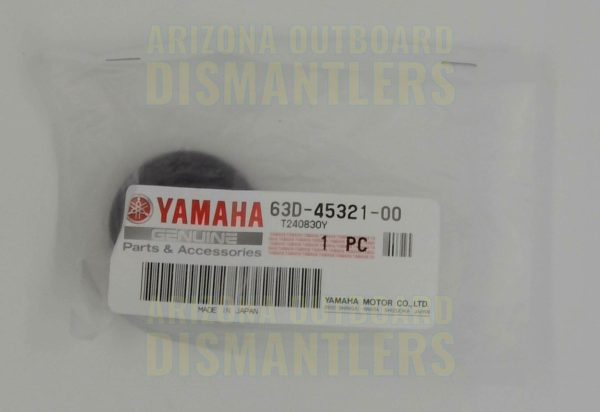 ARIZONA OUTBOARD
DISMANTLERS
YAMAHA 63D-45321-00
T240830Y
GENUINE
1 PC
Parts & Accessories
YAMAHA MOTOR CO.,LTD.
MADE IN JAPAN
ARIZONA OUTBOARD
DISMANTLERS